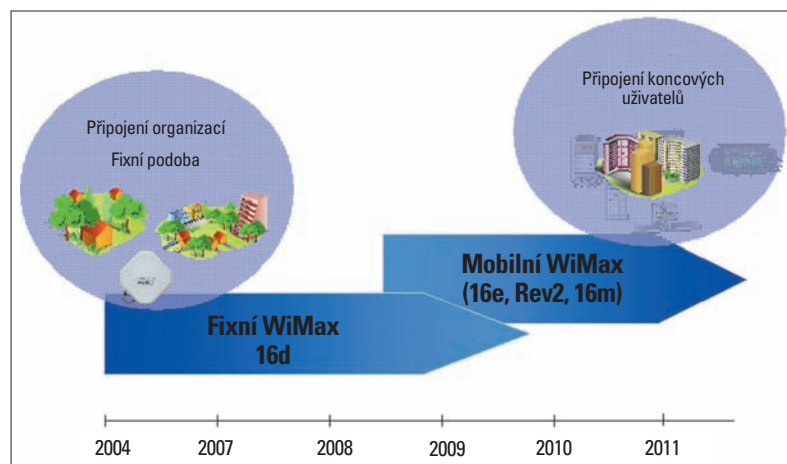 Připojení organizací
Fixní podoba
Připojení koncových
uživatelů
Mobilní WiMax
(16e, Rev2, 16m)
Fixní WiMax
16d
2004 2007 2008 2009 2010 2011